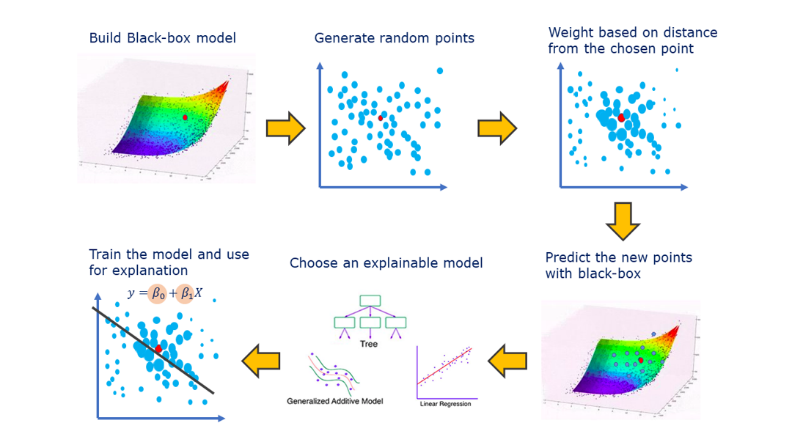 Build Black-box model
Generate random points
Weight based on distance
from the chosen point
Predict the new points
with black-box
Choose an explainable model
Tree
Generalized Additive Model
Linear Regression
Train the model and use
for explanation
y = β₀ + β₁X